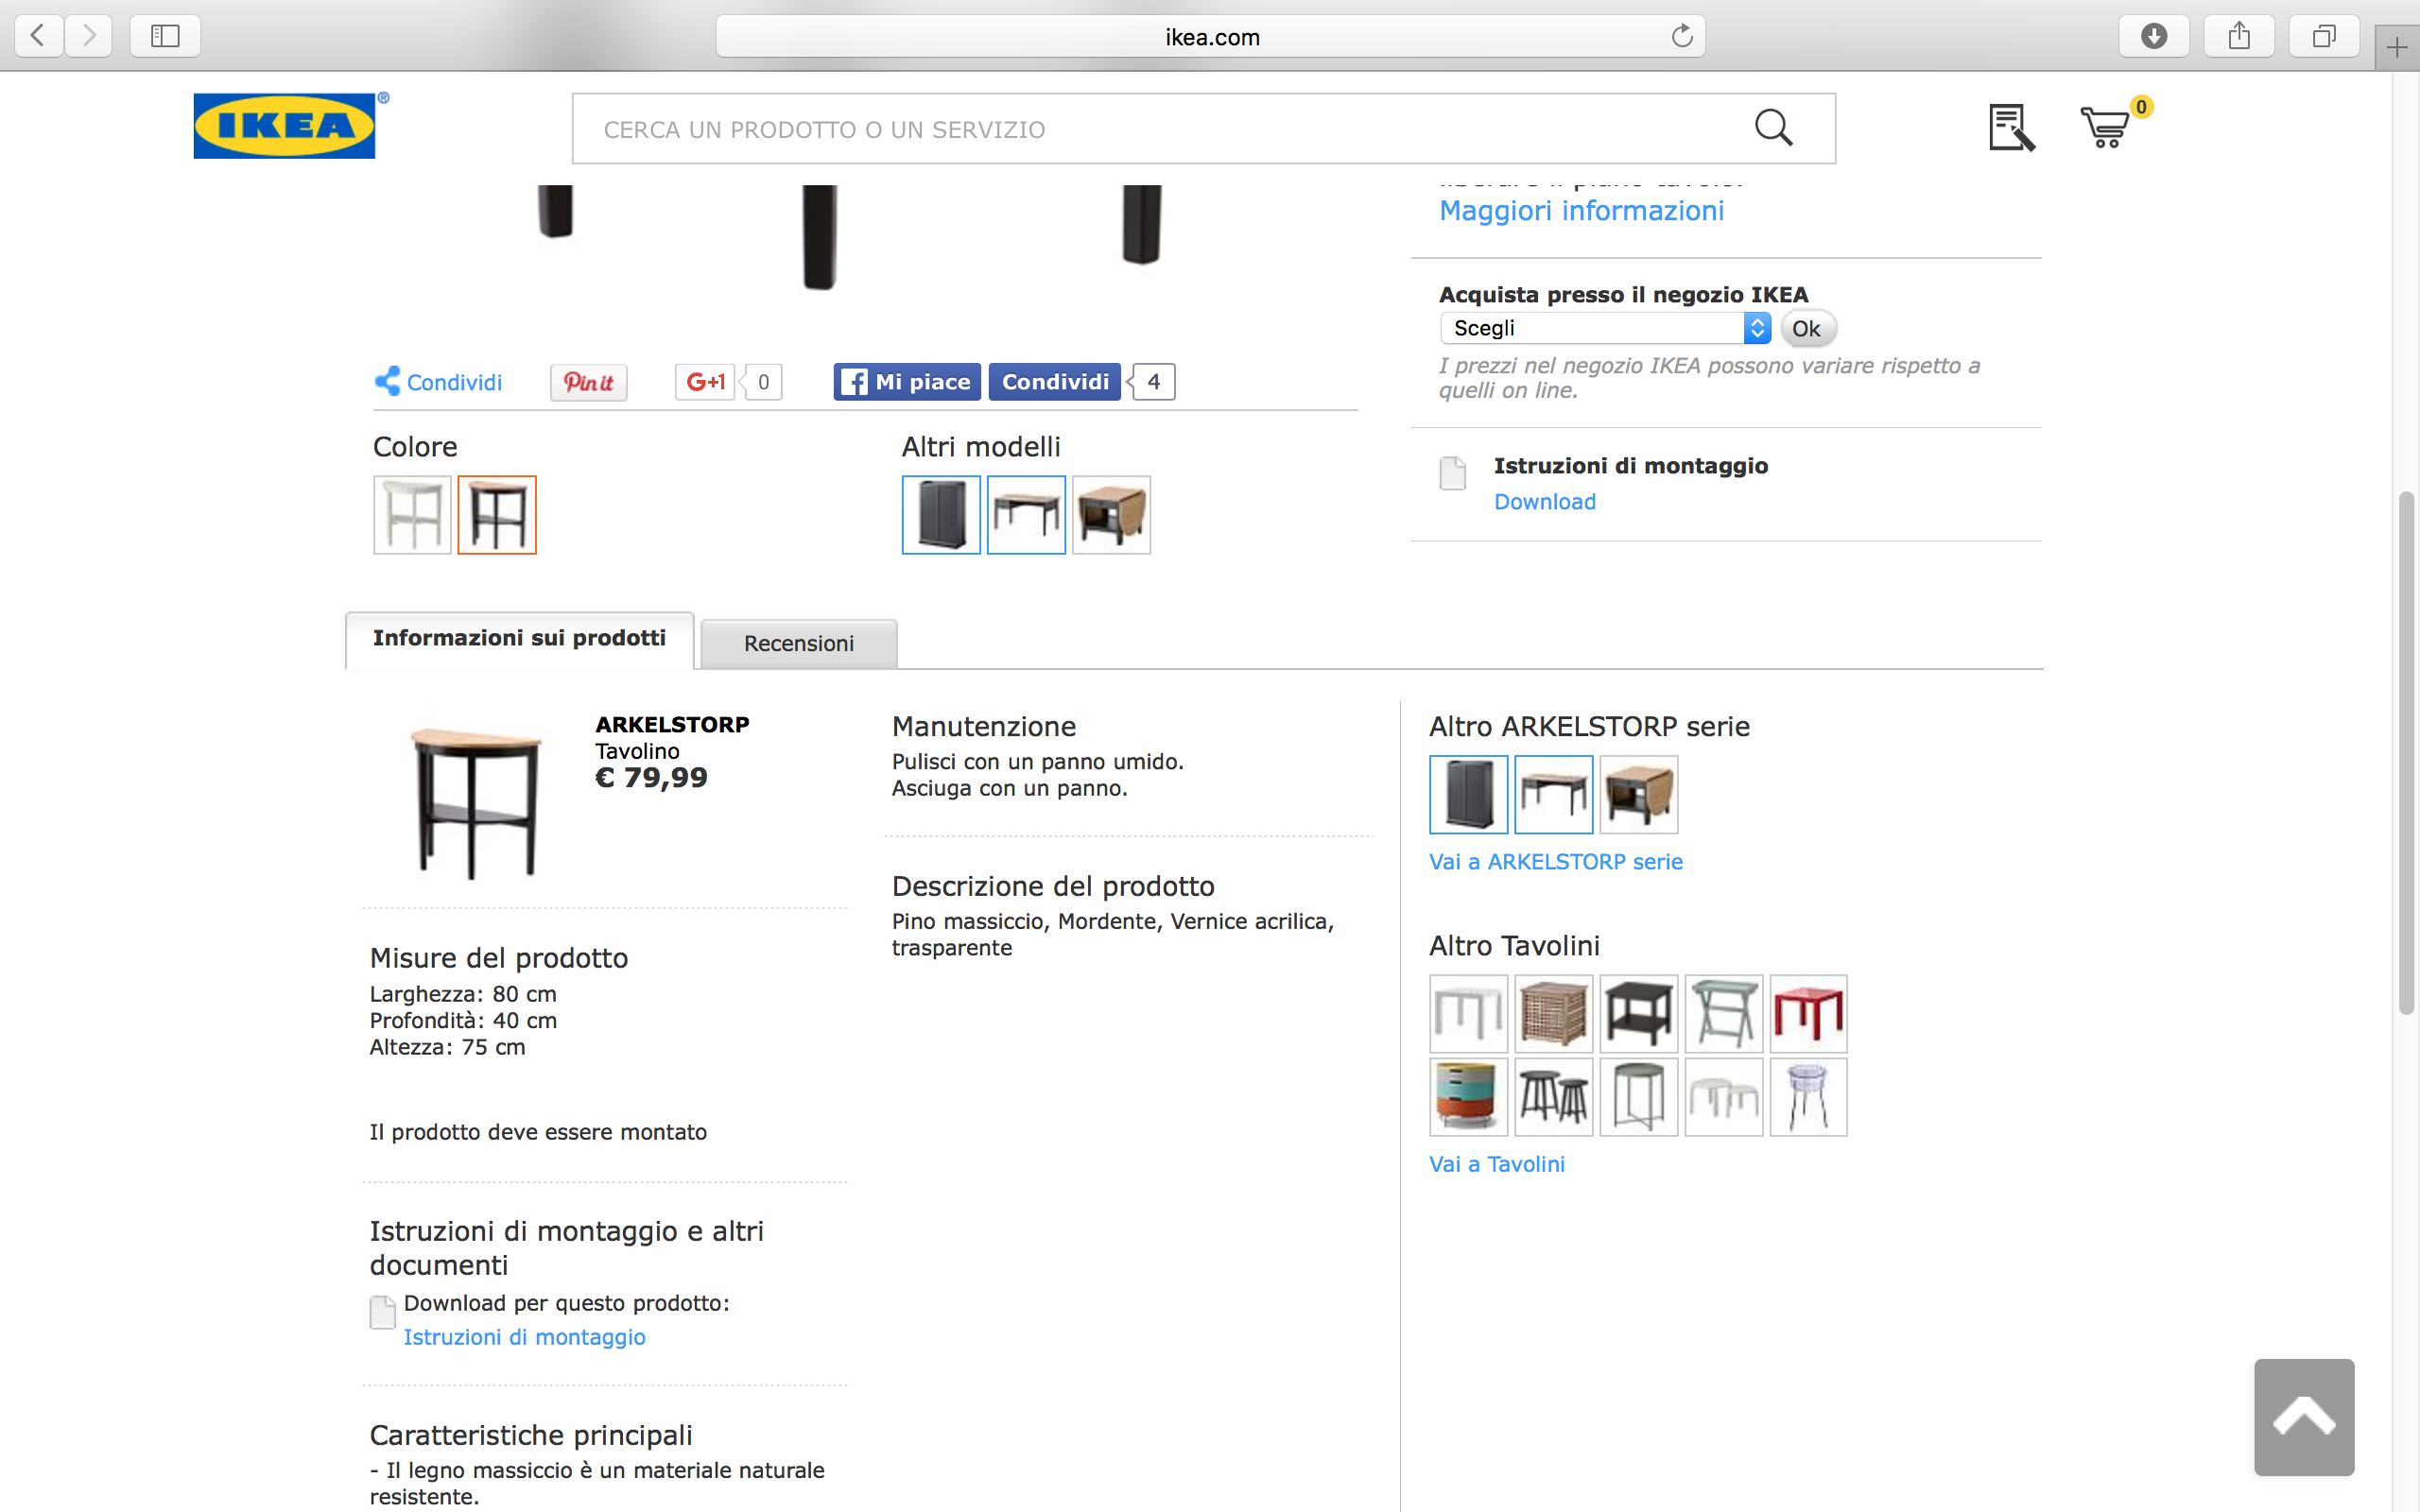 ikea.com
IKEA®
CERCA UN PRODOTTO O UN SERVIZIO
0
Maggiori informazioni
Acquista presso il negozio IKEA
Scegli
Ok
I prezzi nel negozio IKEA possono variare rispetto a
quelli on line.
Istruzioni di montaggio
Download
Condividi
Pin it
G+1
0
Mi piace
Condividi
4
Colore
Altri modelli
Informazioni sui prodotti
Recensioni
ARKELSTORP
Tavolino
€ 79,99
Misure del prodotto
Larghezza: 80 cm
Profondità: 40 cm
Altezza: 75 cm
Il prodotto deve essere montato
Istruzioni di montaggio e altri
documenti
Download per questo prodotto:
Istruzioni di montaggio
Caratteristiche principali
- Il legno massiccio è un materiale naturale
resistente.
Manutenzione
Pulisci con un panno umido.
Asciuga con un panno.
Descrizione del prodotto
Pino massiccio, Mordente, Vernice acrilica,
trasparente
Altro ARKELSTORP serie
Vai a ARKELSTORP serie
Altro Tavolini
Vai a Tavolini